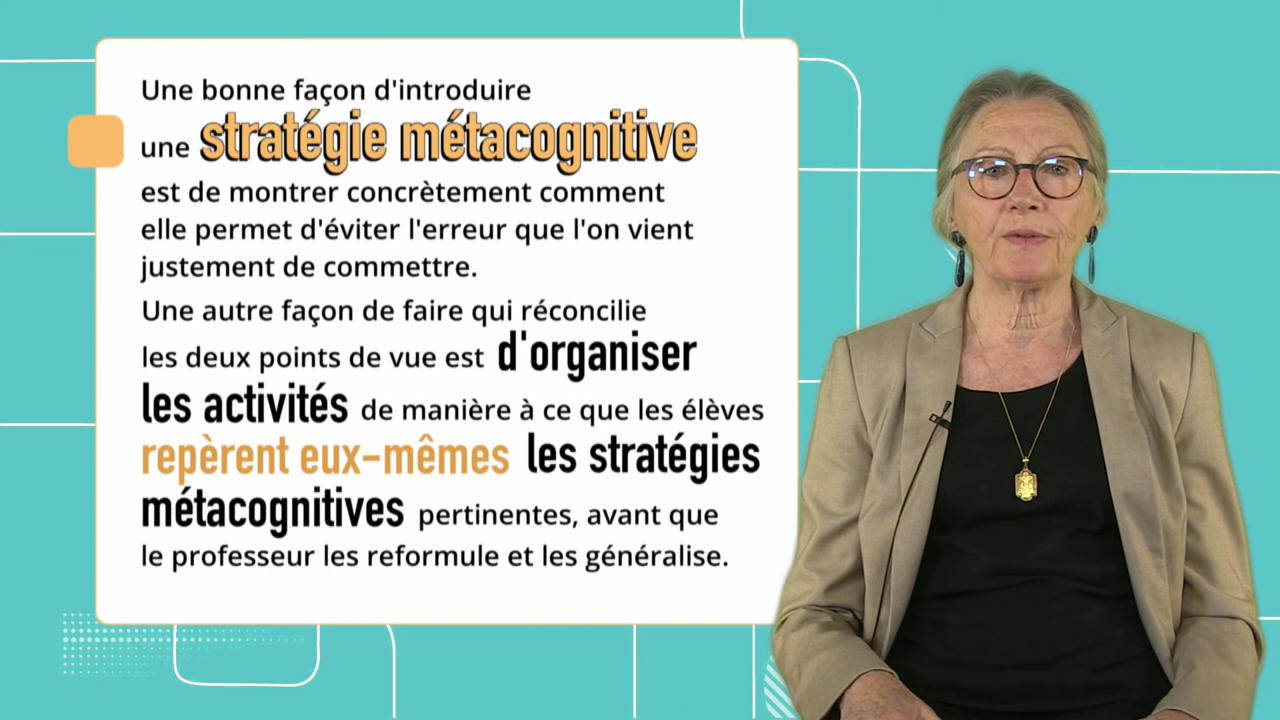 Une bonne façon d'introduire
une stratégie métacognitive
est de montrer concrètement comment
elle permet d'éviter l'erreur que l'on vient
justement de commettre.
Une autre façon de faire qui réconcilie
les deux points de vue est d'organiser
les activités de manière à ce que les élèves
repèrent eux-mêmes les stratégies
métacognitives pertinentes, avant que
le professeur les reformule et les généralise.